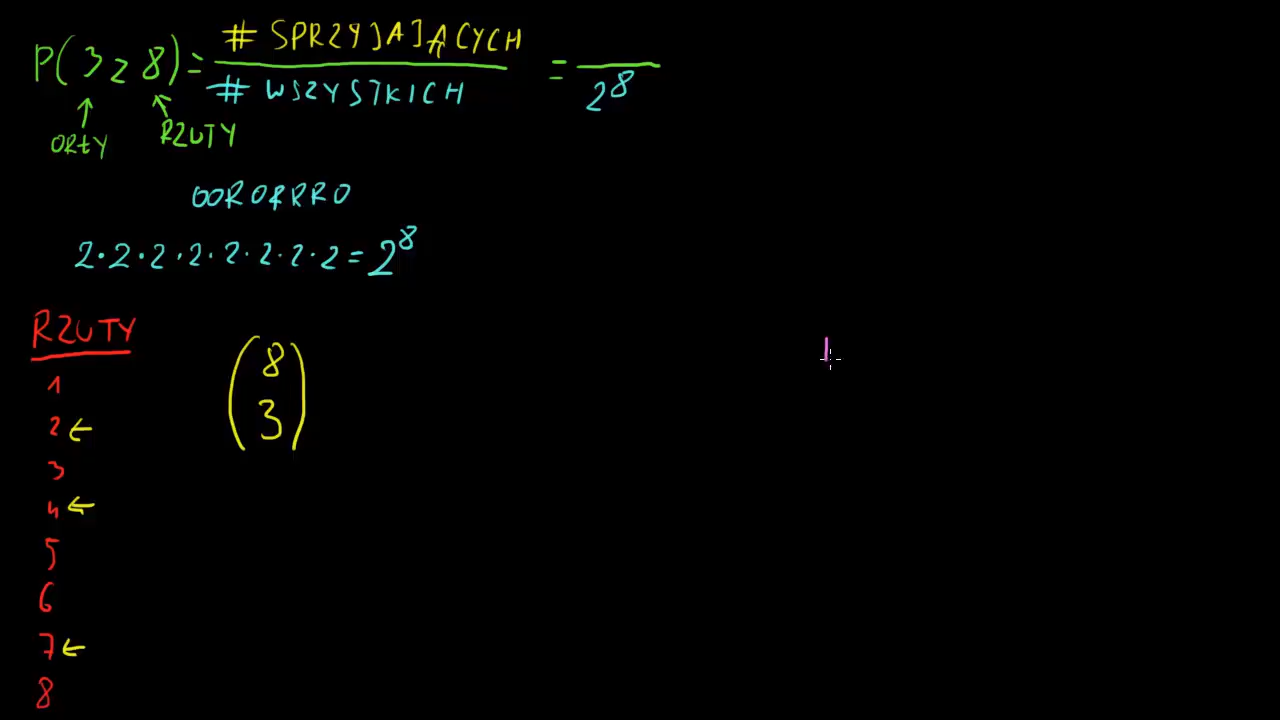 P(3 z 8) = # SPRZYJAJĄCYCH / # WSZYSTKICH = / 2^8
ORŁY RZUTY
OORORRRO
2·2·2·2·2·2·2·2 = 2^8
RZUTY
1
2 ←
3
4 ←
5
6
7 ←
8
(8
3)